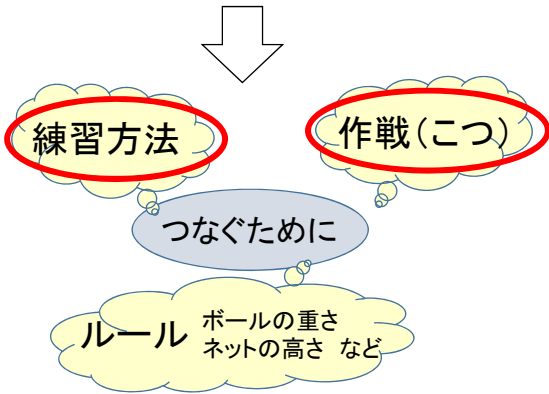 練習方法
作戦(こつ)
つなぐために
ルール
ボールの重さ
ネットの高さ など